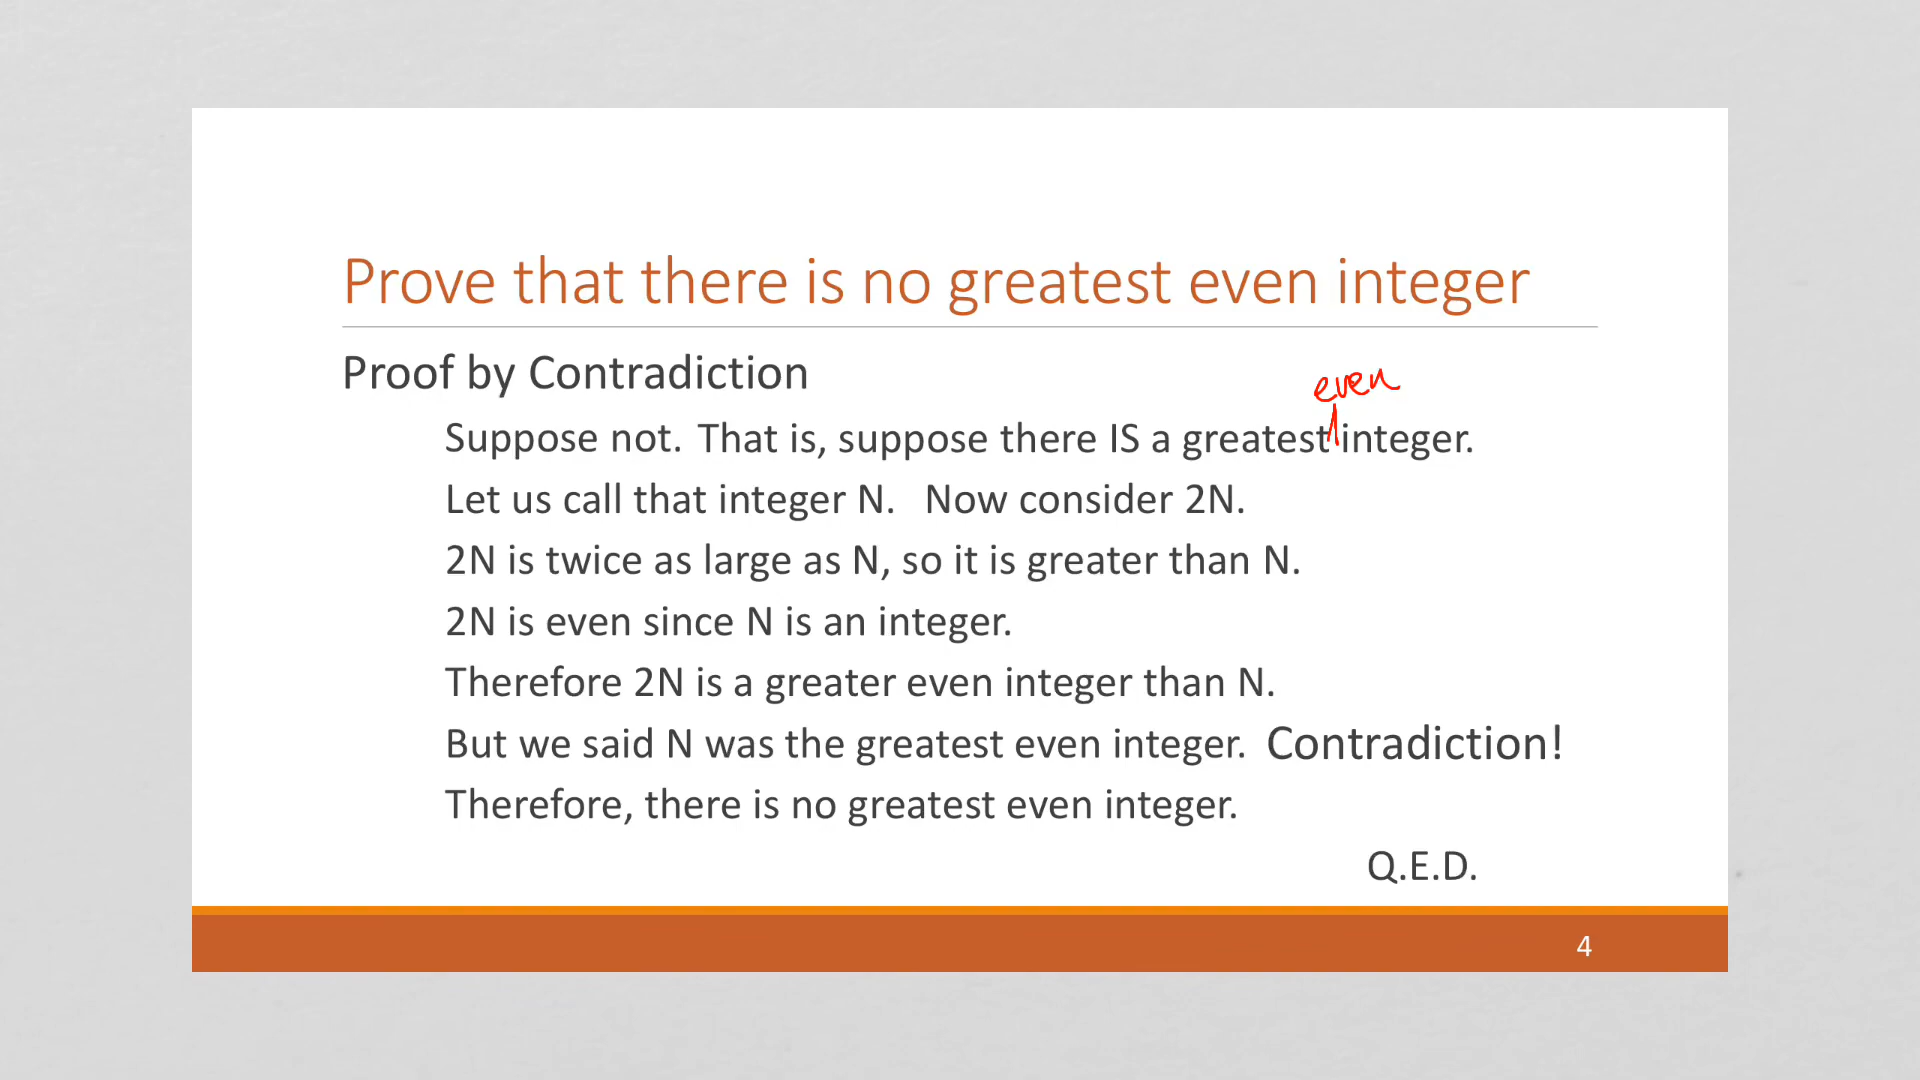 Prove that there is no greatest even integer
Proof by Contradiction
even
Suppose not. That is, suppose there IS a greatest integer.
Let us call that integer N. Now consider 2N.
2N is twice as large as N, so it is greater than N.
2N is even since N is an integer.
Therefore 2N is a greater even integer than N.
But we said N was the greatest even integer. Contradiction!
Therefore, there is no greatest even integer.
Q.E.D.
4